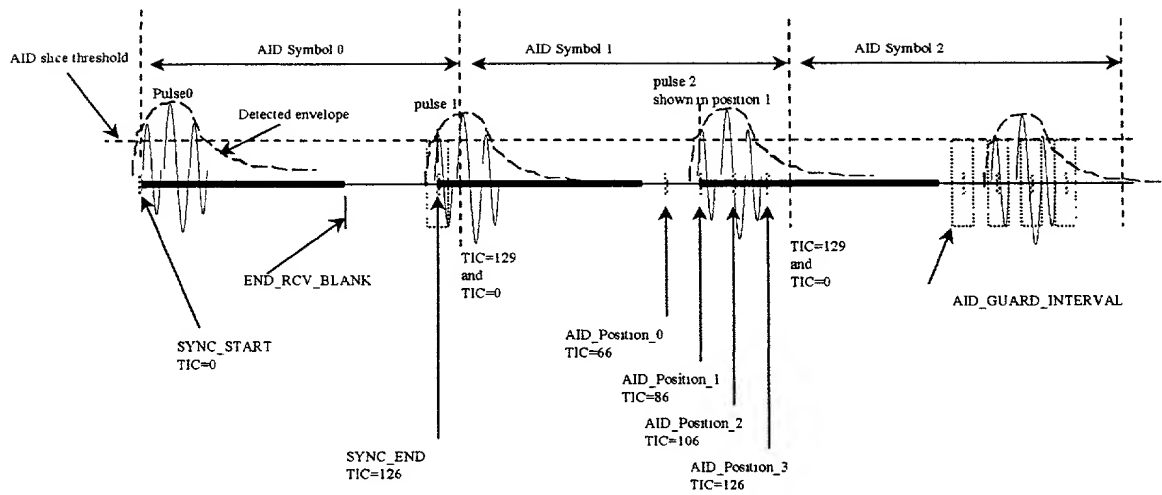 AID Symbol 0
AID Symbol 1
AID Symbol 2
AID slice threshold
Pulse0
Detected envelope
pulse 1
pulse 2
shown in position 1
TIC=129
and
TIC=0
TIC=129
and
TIC=0
END_RCV_BLANK
AID_GUARD_INTERVAL
SYNC_START
TIC=0
AID_Position_0
TIC=66
AID_Position_1
TIC=86
AID_Position_2
TIC=106
SYNC_END
TIC=126
AID_Position_3
TIC=126